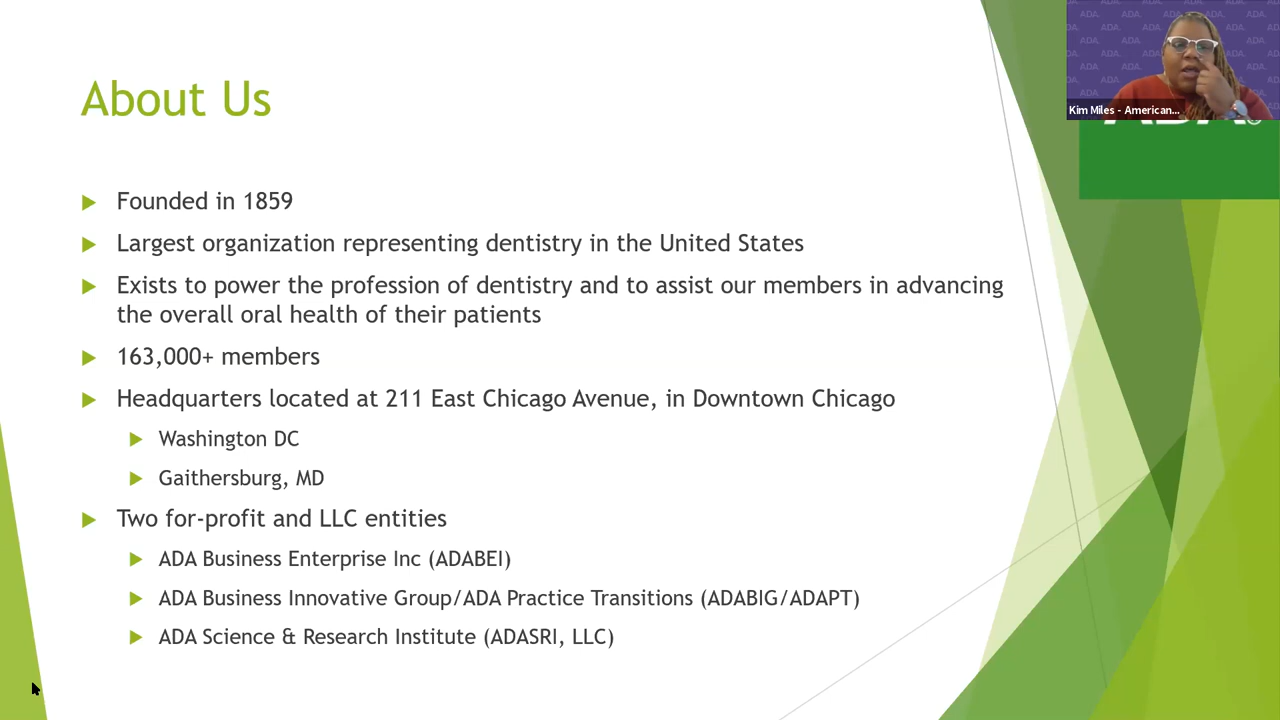 About Us
Founded in 1859
Largest organization representing dentistry in the United States
Exists to power the profession of dentistry and to assist our members in advancing
the overall oral health of their patients
163,000+ members
Headquarters located at 211 East Chicago Avenue, in Downtown Chicago
Washington DC
Gaithersburg, MD
Two for-profit and LLC entities
ADA Business Enterprise Inc (ADABEI)
ADA Business Innovative Group/ADA Practice Transitions (ADABIG/ADAPT)
ADA Science & Research Institute (ADASRI, LLC)
Kim Miles - American...